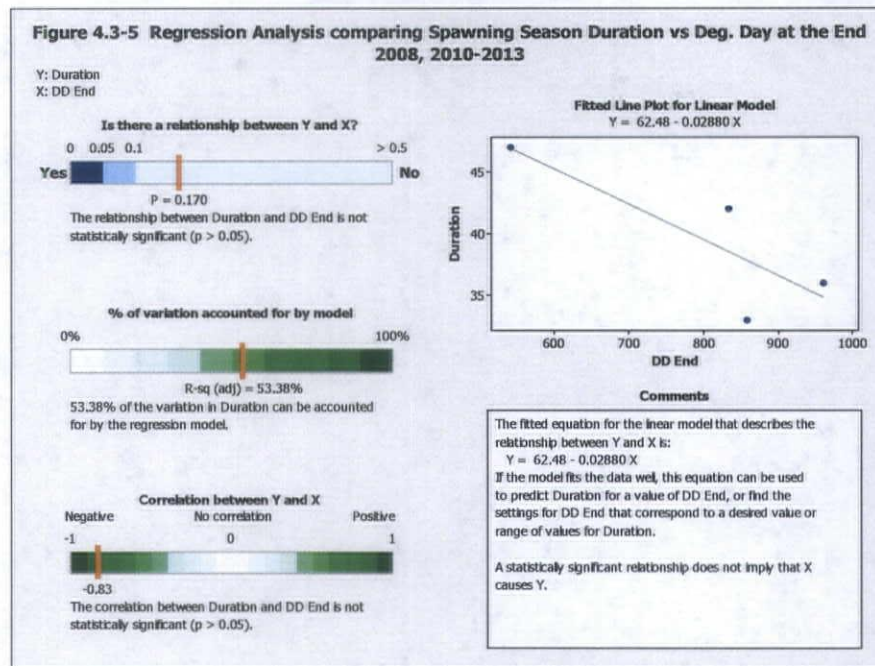 Figure 4.3-5 Regression Analysis comparing Spawning Season Duration vs Deg. Day at the End
2008, 2010-2013
Y: Duration
X: DD End
Is there a relationship between Y and X?
0 0.05 0.1 > 0.5
Yes No
P = 0.170
The relationship between Duration and DD End is not
statistically significant (p > 0.05).
% of variation accounted for by model
0% 100%
R-sq (adj) = 53.38%
53.38% of the variation in Duration can be accounted
for by the regression model.
Correlation between Y and X
Negative No correlation Positive
-1 0 1
-0.83
The correlation between Duration and DD End is not
statistically significant (p > 0.05).
Fitted Line Plot for Linear Model
Y = 62.48 - 0.02880 X
45
40
35
Duration
600 700 800 900 1000
DD End
Comments
The fitted equation for the linear model that describes the
relationship between Y and X is:
Y = 62.48 - 0.02880 X
If the model fits the data well, this equation can be used
to predict Duration for a value of DD End, or find the
settings for DD End that correspond to a desired value or
range of values for Duration.
A statistically significant relationship does not imply that X
causes Y.